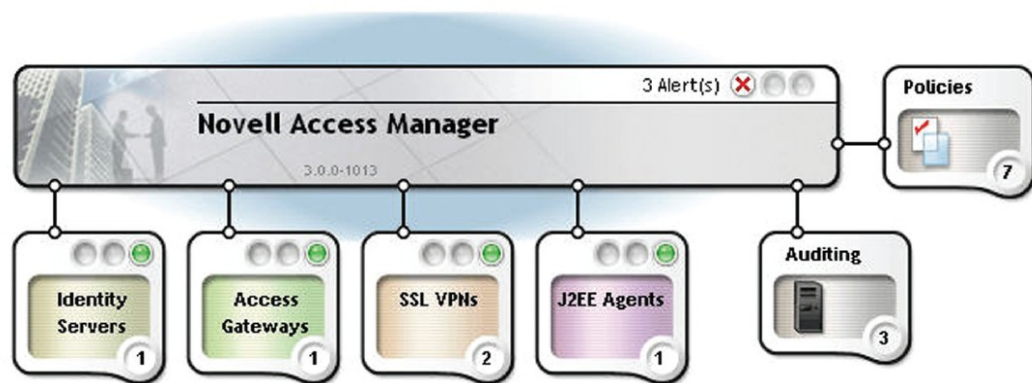 3 Alert(s)
Novell Access Manager
3.0.0-1013
Policies
7
Identity
Servers
1
Access
Gateways
1
SSL VPNs
2
J2EE Agents
1
Auditing
3